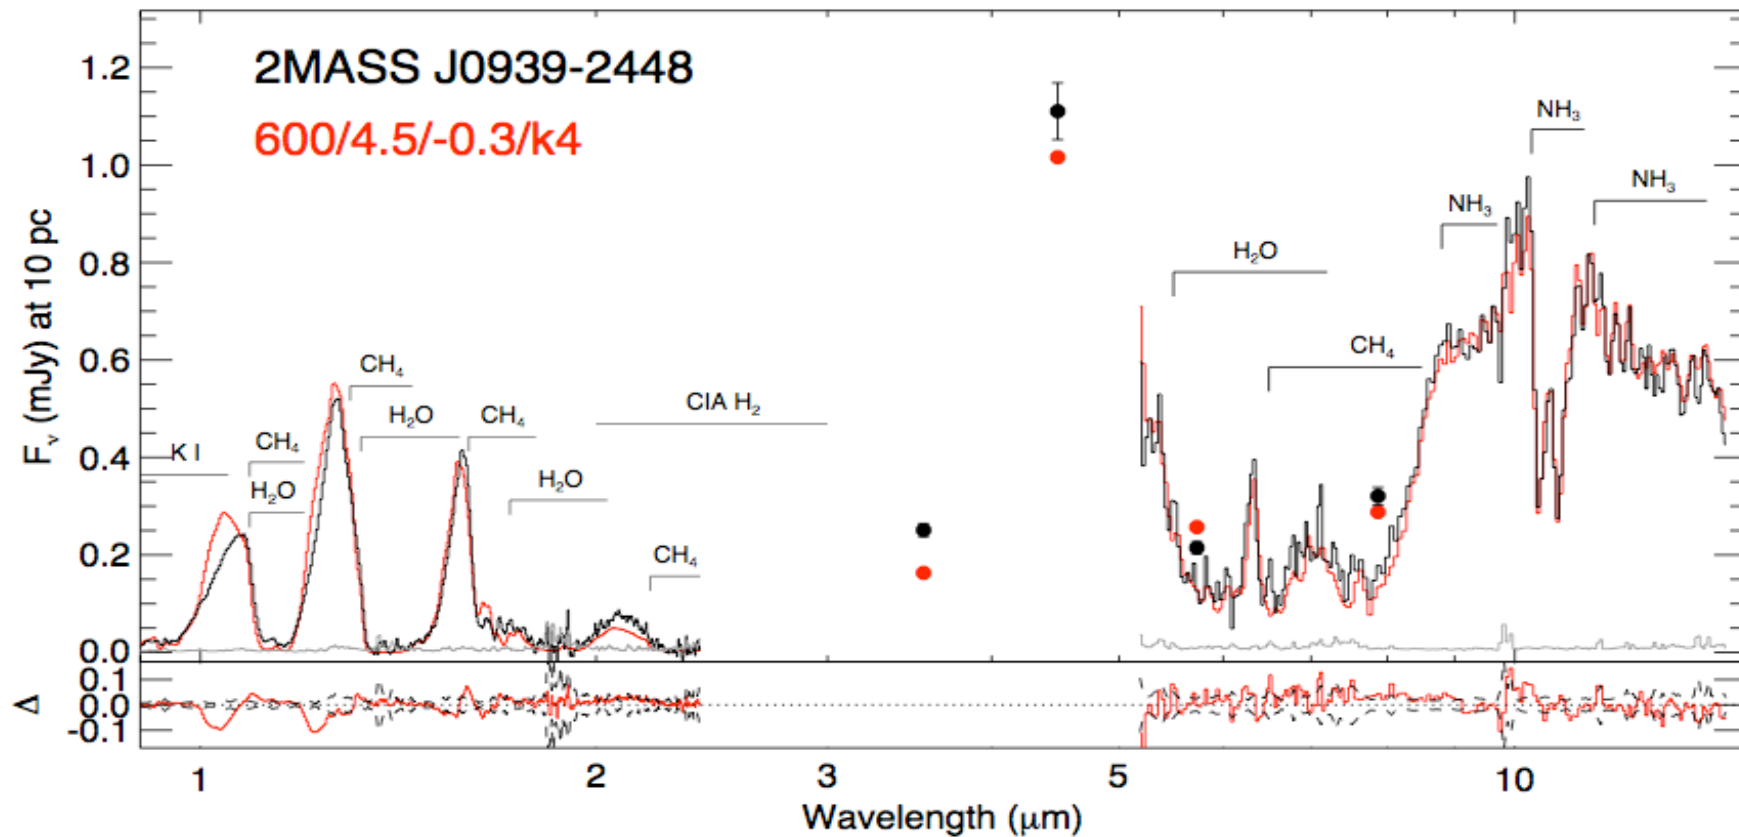 2MASS J0939-2448
600/4.5/-0.3/k4
F_ν (mJy) at 10 pc
1.2
1.0
0.8
0.6
0.4
0.2
0.0
K I
CH₄
H₂O
CH₄
H₂O
CH₄
H₂O
CIA H₂
CH₄
H₂O
CH₄
NH₃
NH₃
NH₃
Δ
0.1
0.0
-0.1
1
2
3
5
10
Wavelength (μm)